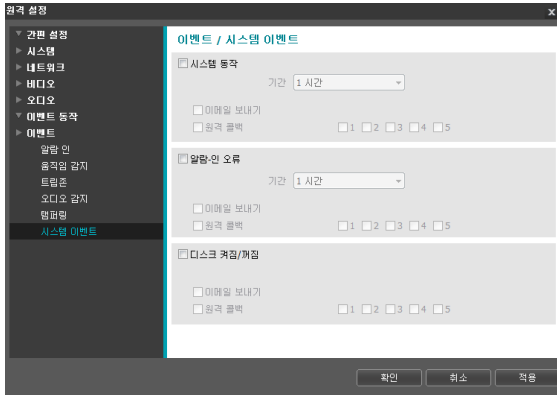 원격 설정
x
간편 설정
시스템
네트워크
비디오
오디오
이벤트 동작
이벤트
알람 인
움직임 감지
트립존
오디오 감지
탬퍼링
시스템 이벤트
이벤트 / 시스템 이벤트
시스템 동작
기간 1 시간
이메일 보내기
원격 콜백 1 2 3 4 5
알람-인 오류
기간 1 시간
이메일 보내기
원격 콜백 1 2 3 4 5
디스크 켜짐/꺼짐
이메일 보내기
원격 콜백 1 2 3 4 5
확인 취소 적용